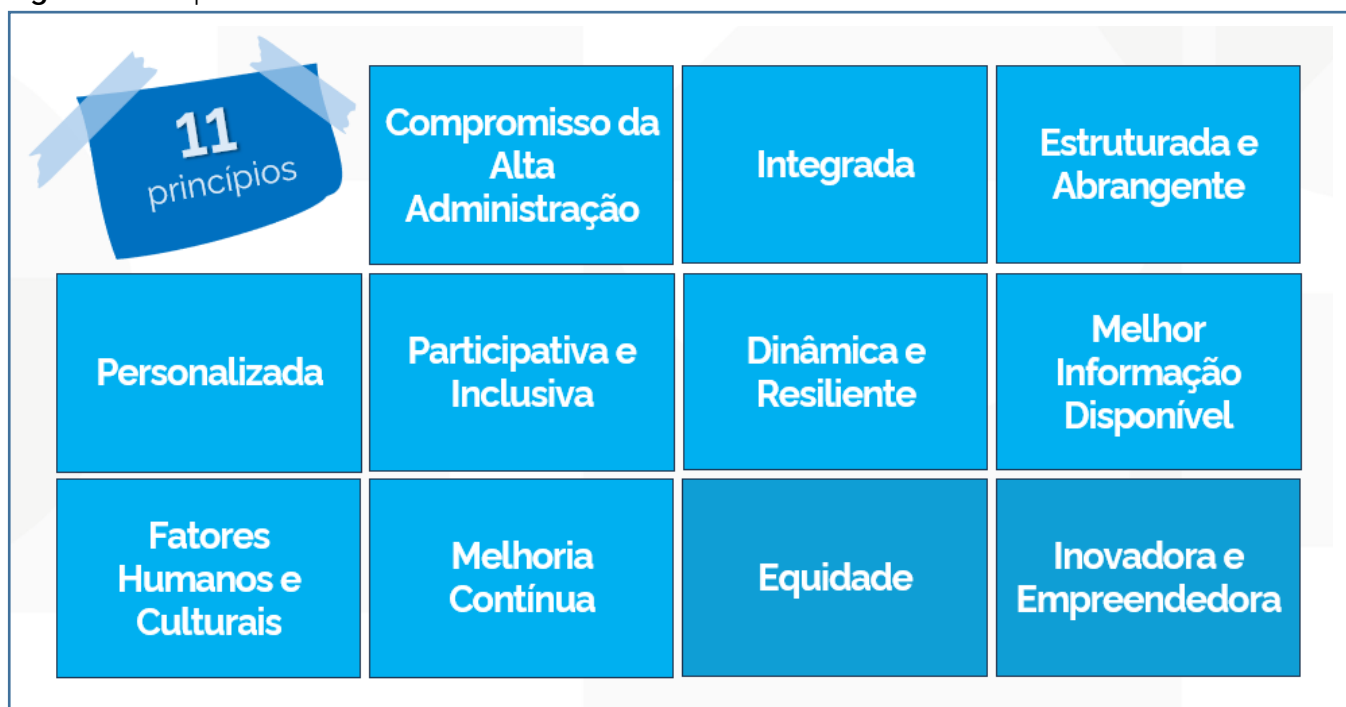 11
princípios
Compromisso da
Alta
Administração
Integrada
Estruturada e
Abrangente
Personalizada
Participativa e
Inclusiva
Dinâmica e
Resiliente
Melhor
Informação
Disponível
Fatores
Humanos e
Culturais
Melhoria
Contínua
Equidade
Inovadora e
Empreendedora